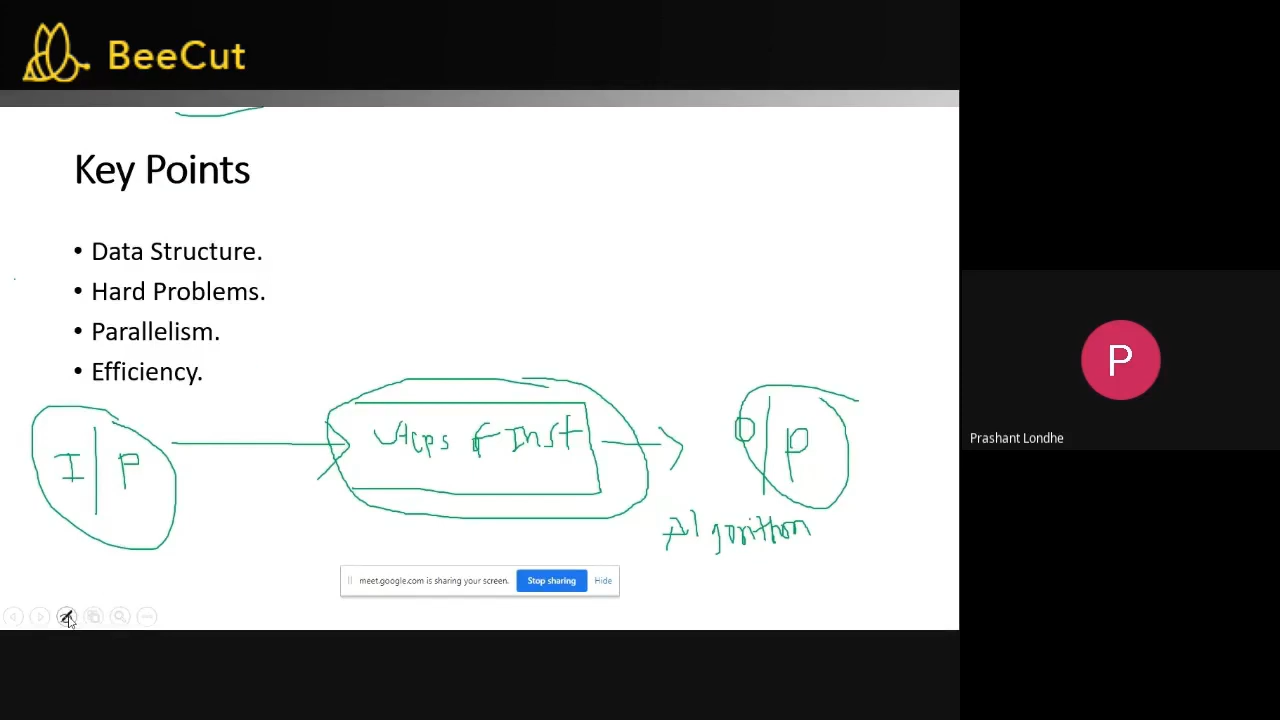 BeeCut
Key Points
• Data Structure.
• Hard Problems.
• Parallelism.
• Efficiency.
I | P
Steps of Inst
O | P
Algorithm
P
Prashant Londhe
meet.google.com is sharing your screen. Stop sharing Hide